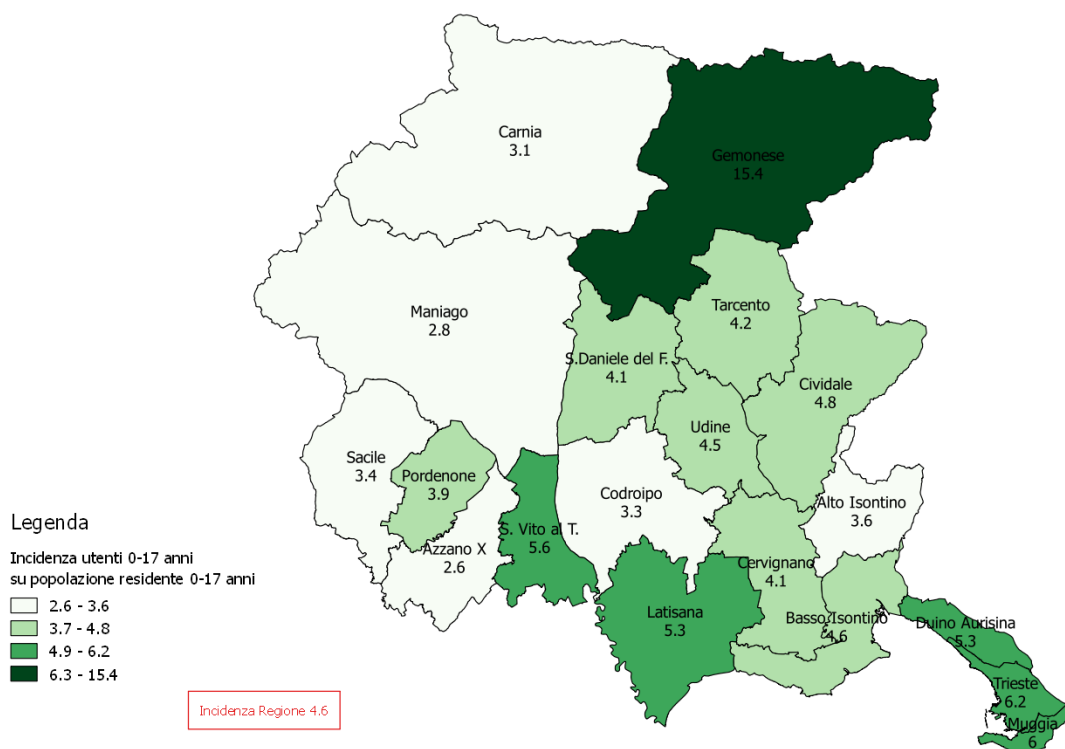 Carnia
3.1
Gemonese
15.4
Maniago
2.8
Tarcento
4.2
S.Daniele del F.
4.1
Cividale
4.8
Udine
4.5
Sacile
3.4
Pordenone
3.9
Codroipo
3.3
Alto Isontino
3.6
S. Vito al T.
5.6
Azzano X
2.6
Cervignano
4.1
Latisana
5.3
Basso Isontino
4.6
Duino Aurisina
5.3
Trieste
6.2
Muggia
6
Legenda
Incidenza utenti 0-17 anni
su popolazione residente 0-17 anni
2.6 - 3.6
3.7 - 4.8
4.9 - 6.2
6.3 - 15.4
Incidenza Regione 4.6